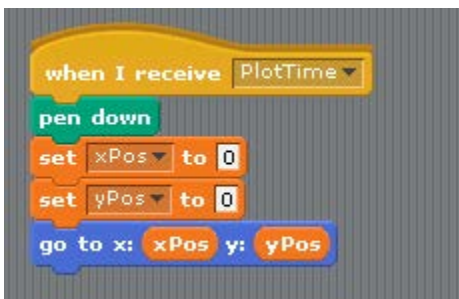 when I receive PlotTime
pen down
set xPos to 0
set yPos to 0
go to x: xPos y: yPos